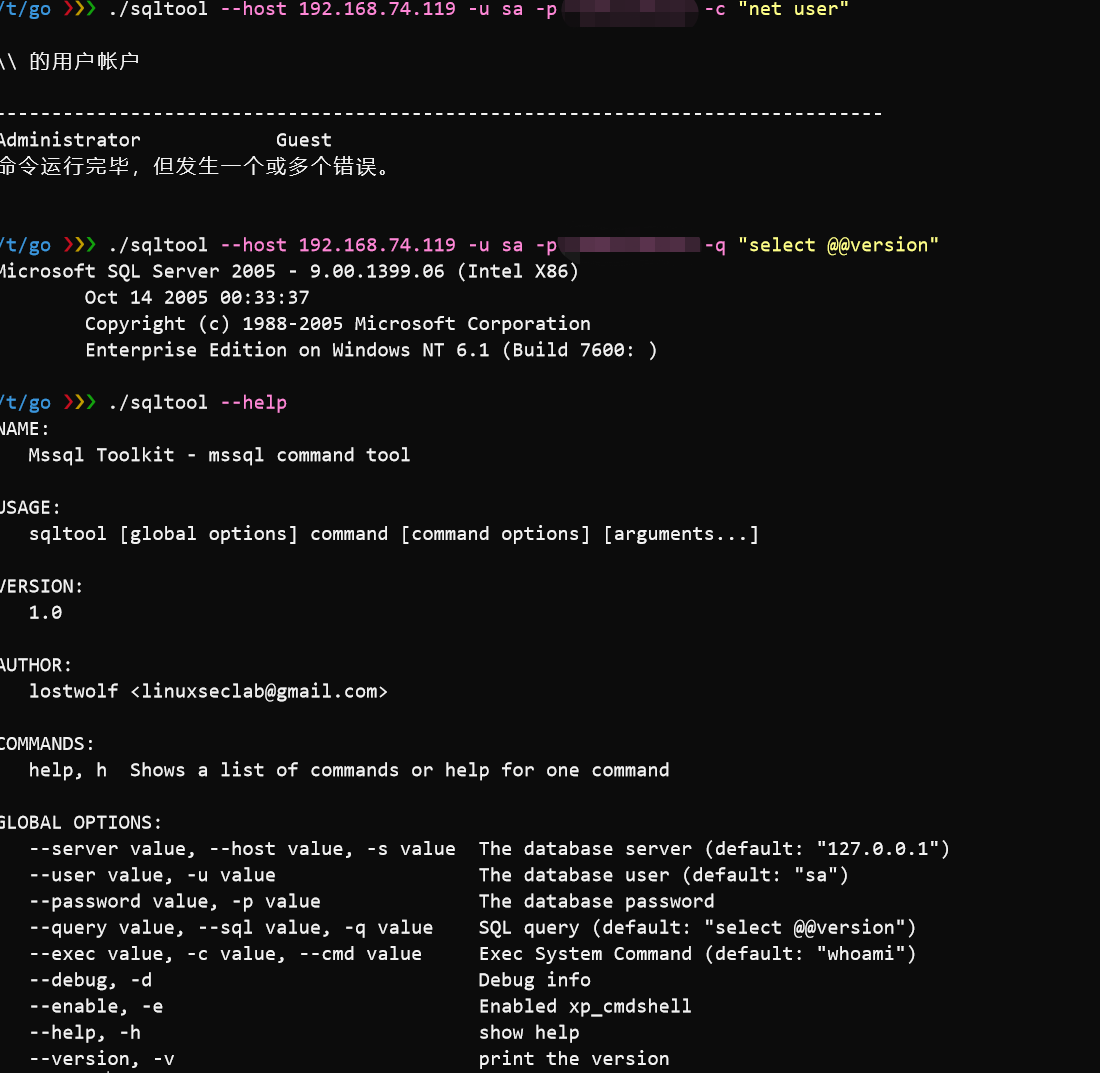 /t/go ❯❯❯ ./sqltool --host 192.168.74.119 -u sa -p -c "net user"
\\ 的用户帐户
-------------------------------------------------------------------------------
Administrator Guest
命令运行完毕，但发生一个或多个错误。
/t/go ❯❯❯ ./sqltool --host 192.168.74.119 -u sa -p -q "select @@version"
Microsoft SQL Server 2005 - 9.00.1399.06 (Intel X86)
Oct 14 2005 00:33:37
Copyright (c) 1988-2005 Microsoft Corporation
Enterprise Edition on Windows NT 6.1 (Build 7600: )
/t/go ❯❯❯ ./sqltool --help
NAME:
Mssql Toolkit - mssql command tool
USAGE:
sqltool [global options] command [command options] [arguments...]
VERSION:
1.0
AUTHOR:
lostwolf <linuxseclab@gmail.com>
COMMANDS:
help, h Shows a list of commands or help for one command
GLOBAL OPTIONS:
--server value, --host value, -s value The database server (default: "127.0.0.1")
--user value, -u value The database user (default: "sa")
--password value, -p value The database password
--query value, --sql value, -q value SQL query (default: "select @@version")
--exec value, -c value, --cmd value Exec System Command (default: "whoami")
--debug, -d Debug info
--enable, -e Enabled xp_cmdshell
--help, -h show help
--version, -v print the version